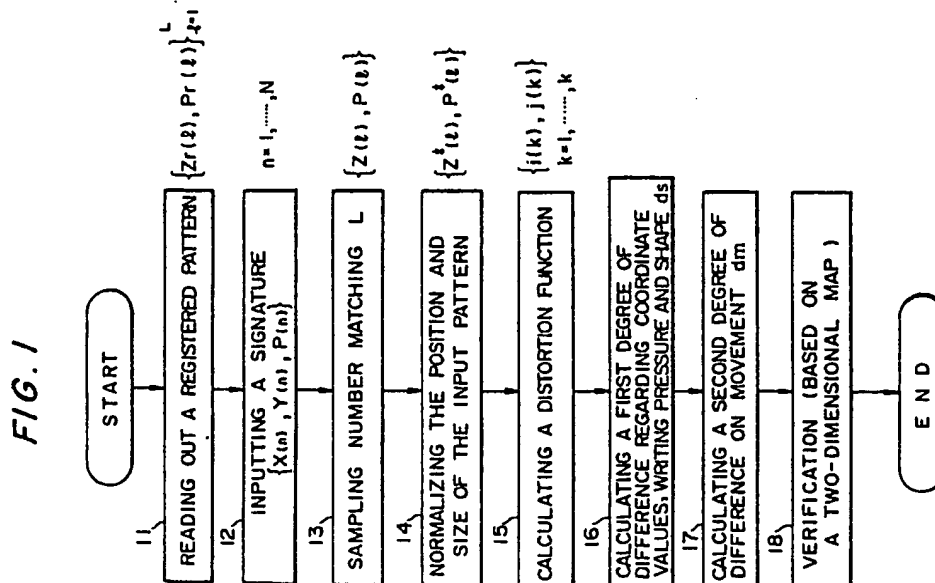 FIG. 1
START
11
READING OUT A REGISTERED PATTERN
{Zr(ℓ), Pr(ℓ)}
L
ℓ=1
12
INPUTTING A SIGNATURE
{X(n), Y(n), P(n)}
n=1,……,N
13
SAMPLING NUMBER MATCHING L
{Z(ℓ), P(ℓ)}
14
NORMALIZING THE POSITION AND
SIZE OF THE INPUT PATTERN
{Z*(ℓ), P*(ℓ)}
15
CALCULATING A DISTORTION FUNCTION
{i(k), j(k)}
k=1,……,k
16
CALCULATING A FIRST DEGREE OF
DIFFERENCE REGARDING COORDINATE
VALUES, WRITING PRESSURE AND SHAPE ds
17
CALCULATING A SECOND DEGREE OF
DIFFERENCE ON MOVEMENT dm
18
VERIFICATION (BASED ON
A TWO-DIMENSIONAL MAP)
END